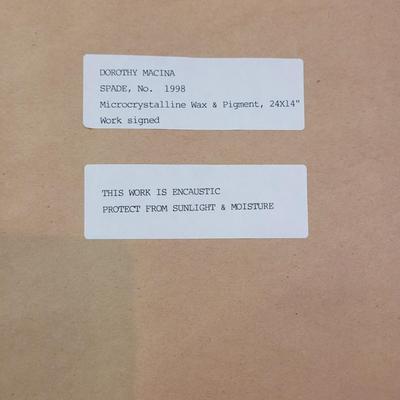 DOROTHY MACINA
SPADE, No. 1998
Microcrystalline Wax & Pigment, 24X14"
Work signed
THIS WORK IS ENCAUSTIC
PROTECT FROM SUNLIGHT & MOISTURE